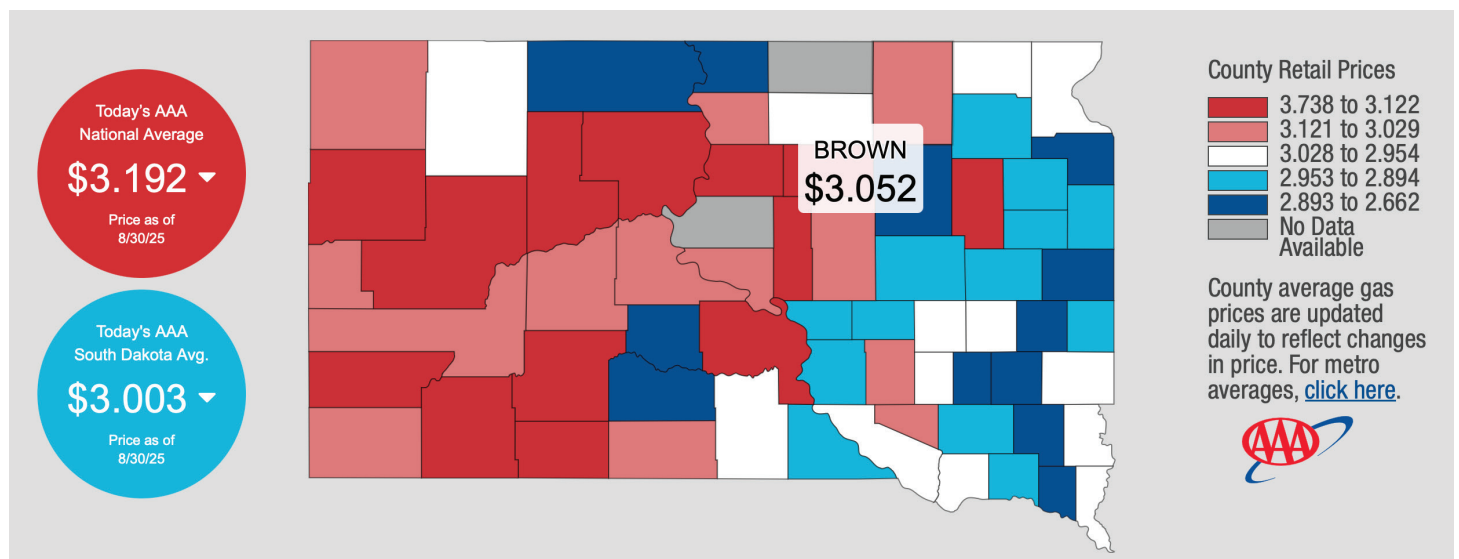 Today's AAA
National Average
$3.192
Price as of
8/30/25
Today's AAA
South Dakota Avg.
$3.003
Price as of
8/30/25
BROWN
$3.052
County Retail Prices
3.738 to 3.122
3.121 to 3.029
3.028 to 2.954
2.953 to 2.894
2.893 to 2.662
No Data
Available
County average gas
prices are updated
daily to reflect changes
in price. For metro
averages, click here.
AAA